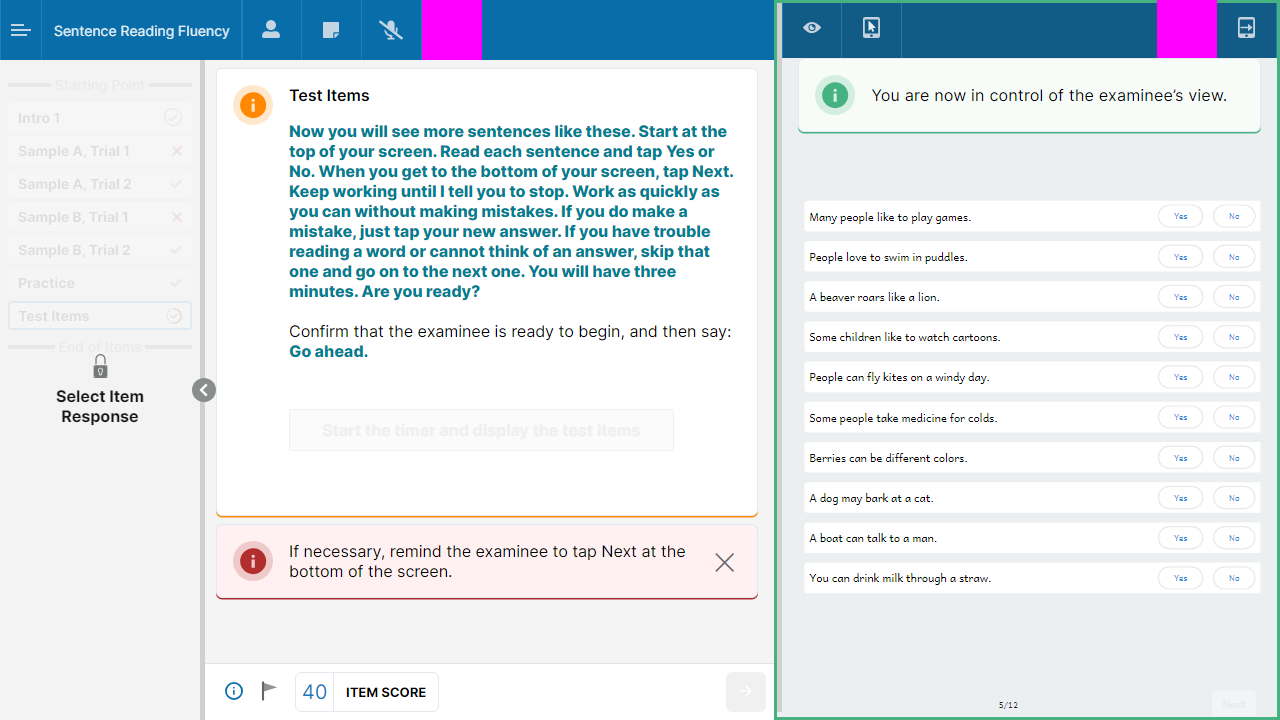 Sentence Reading Fluency
Starting Point
Intro 1
Sample A, Trial 1
Sample A, Trial 2
Sample B, Trial 1
Sample B, Trial 2
Practice
Test Items
End of Items
Select Item
Response
Test Items
Now you will see more sentences like these. Start at the
top of your screen. Read each sentence and tap Yes or
No. When you get to the bottom of your screen, tap Next.
Keep working until I tell you to stop. Work as quickly as
you can without making mistakes. If you do make a
mistake, just tap your new answer. If you have trouble
reading a word or cannot think of an answer, skip that
one and go on to the next one. You will have three
minutes. Are you ready?
Confirm that the examinee is ready to begin, and then say:
Go ahead.
Start the timer and display the test items
If necessary, remind the examinee to tap Next at the
bottom of the screen.
40 ITEM SCORE
You are now in control of the examinee's view.
Many people like to play games. Yes No
People love to swim in puddles. Yes No
A beaver roars like a lion. Yes No
Some children like to watch cartoons. Yes No
People can fly kites on a windy day. Yes No
Some people take medicine for colds. Yes No
Berries can be different colors. Yes No
A dog may bark at a cat. Yes No
A boat can talk to a man. Yes No
You can drink milk through a straw. Yes No
5/12
Next